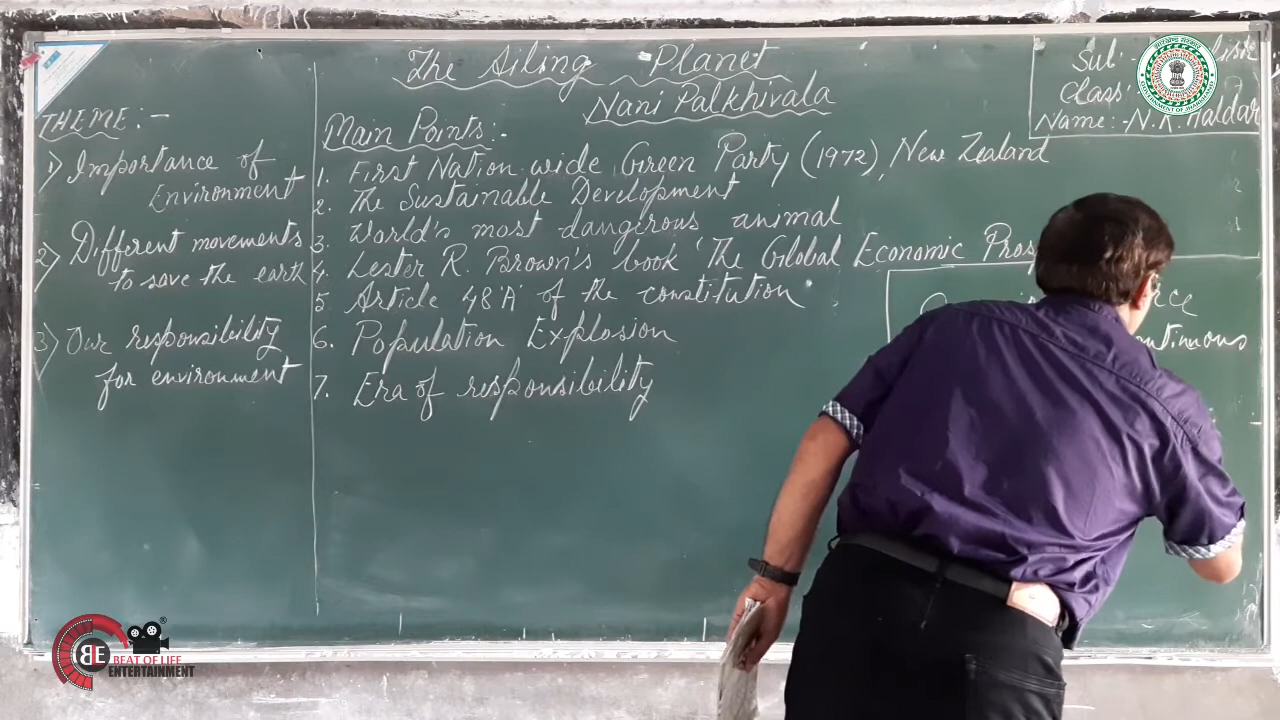 The Ailing Planet
Nani Palkhivala
Sub:-
Class:
Name:- N.K. Haldar
THEME:-
1) Importance of
Environment
2) Different movements
to save the earth
3) Our responsibility
for environment
Main Points:-
1. First Nation wide Green Party (1972), New Zealand
2. The Sustainable Development
3. World's most dangerous animal
4. Lester R. Brown's book 'The Global Economic
5 Article 48 'A' of the constitution
6. Population Explosion
7. Era of responsibility
BEAT OF LIFE
ENTERTAINMENT